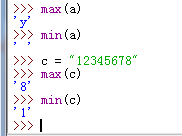 >>> max(a)
'y'
>>> min(a)
' '
>>> c = "12345678"
>>> max(c)
'8'
>>> min(c)
'1'
>>>